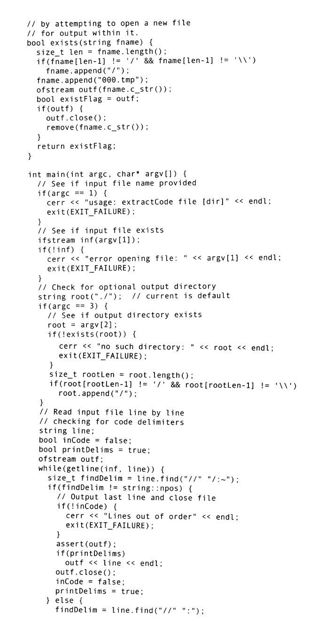 // by attempting to open a new file
// for output within it.
bool exists(string fname) {
  size_t len = fname.length();
  if(fname[len-1] != '/' && fname[len-1] != '\\')
    fname.append("/");
  fname.append("000.tmp");
  ofstream outf(fname.c_str());
  bool existFlag = outf;
  if(outf) {
    outf.close();
    remove(fname.c_str());
  }
  return existFlag;
}

int main(int argc, char* argv[]) {
  // See if input file name provided
  if(argc == 1) {
    cerr << "usage: extractCode file [dir]" << endl;
    exit(EXIT_FAILURE);
  }
  // See if input file exists
  ifstream inf(argv[1]);
  if(!inf) {
    cerr << "error opening file: " << argv[1] << endl;
    exit(EXIT_FAILURE);
  }
  // Check for optional output directory
  string root("./");  // current is default
  if(argc == 3) {
    // See if output directory exists
    root = argv[2];
    if(!exists(root)) {
      cerr << "no such directory: " << root << endl;
      exit(EXIT_FAILURE);
    }
    size_t rootLen = root.length();
    if(root[rootLen-1] != '/' && root[rootLen-1] != '\\')
      root.append("/");
  }
  // Read input file line by line
  // checking for code delimiters
  string line;
  bool inCode = false;
  bool printDelims = true;
  ofstream outf;
  while(getline(inf, line)) {
    size_t findDelim = line.find("//" "/:~");
    if(findDelim != string::npos) {
      // Output last line and close file
      if(!inCode) {
        cerr << "Lines out of order" << endl;
        exit(EXIT_FAILURE);
      }
      assert(outf);
      if(printDelims)
        outf << line << endl;
      outf.close();
      inCode = false;
      printDelims = true;
    } else {
      findDelim = line.find("//" ":");